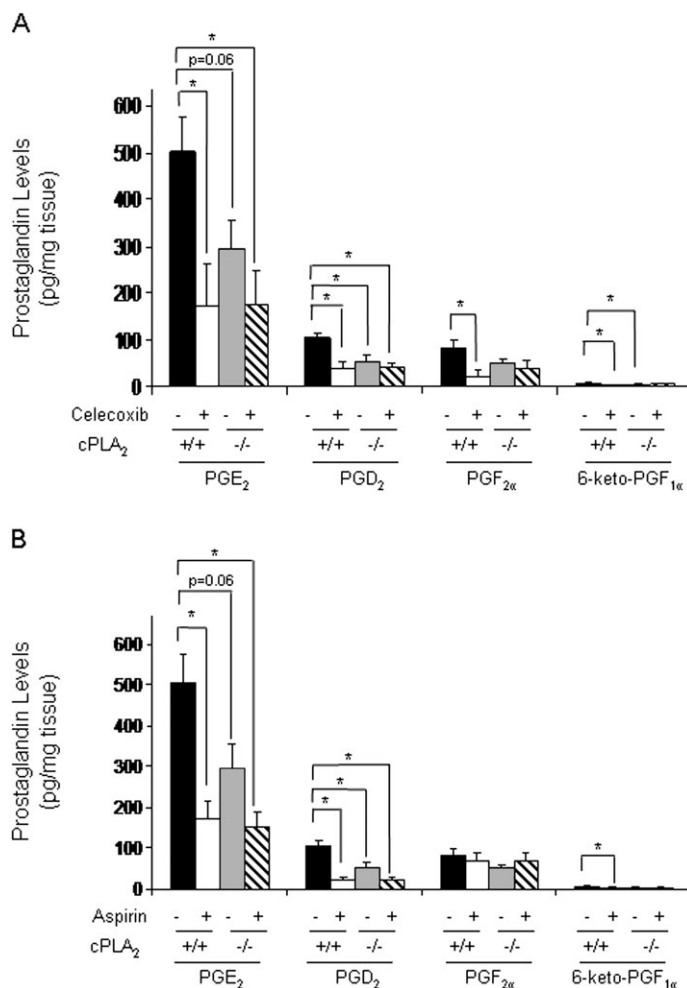 A
*
p=0.06
*
600
500
400
300
200
100
0
Prostaglandin Levels
(pg/mg tissue)
*
*
*
*
*
*
Celecoxib - + - + - + - + - + - + - + - +
cPLA₂ +/+ -/- +/+ -/- +/+ -/- +/+ -/-
PGE₂ PGD₂ PGF₂α 6-keto-PGF₁α
B
*
p=0.06
*
600
500
400
300
200
100
0
Prostaglandin Levels
(pg/mg tissue)
*
*
*
*
Aspirin - + - + - + - + - + - + - + - +
cPLA₂ +/+ -/- +/+ -/- +/+ -/- +/+ -/-
PGE₂ PGD₂ PGF₂α 6-keto-PGF₁α